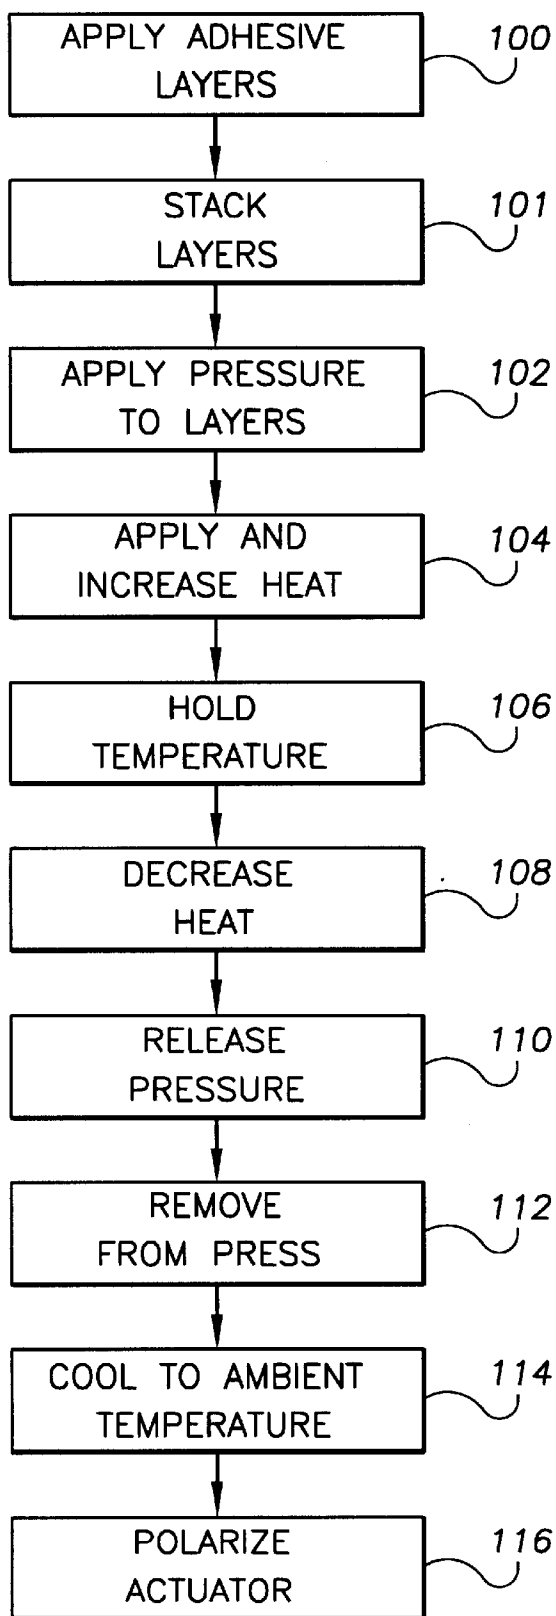 APPLY ADHESIVE
LAYERS
100
STACK
LAYERS
101
APPLY PRESSURE
TO LAYERS
102
APPLY AND
INCREASE HEAT
104
HOLD
TEMPERATURE
106
DECREASE
HEAT
108
RELEASE
PRESSURE
110
REMOVE
FROM PRESS
112
COOL TO AMBIENT
TEMPERATURE
114
POLARIZE
ACTUATOR
116